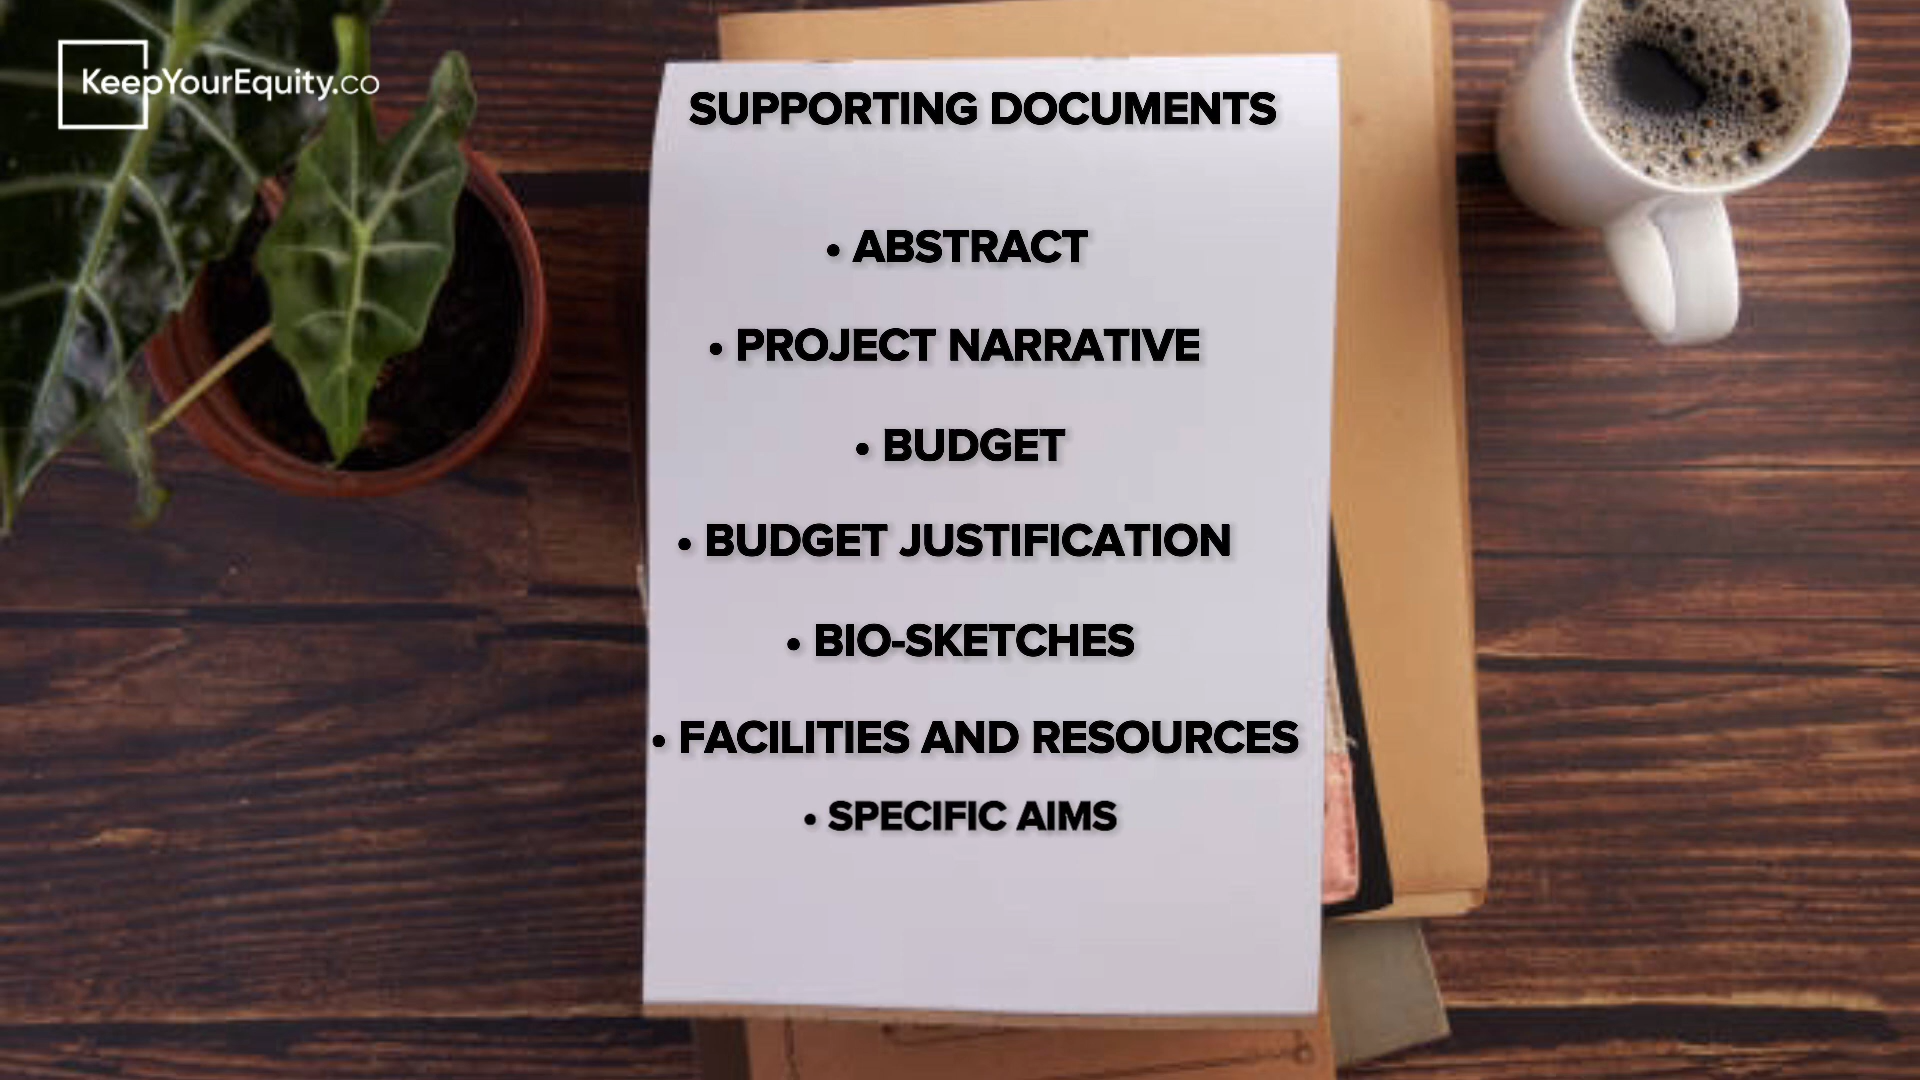 KeepYourEquity.co
SUPPORTING DOCUMENTS
• ABSTRACT
• PROJECT NARRATIVE
• BUDGET
• BUDGET JUSTIFICATION
• BIO-SKETCHES
• FACILITIES AND RESOURCES
• SPECIFIC AIMS